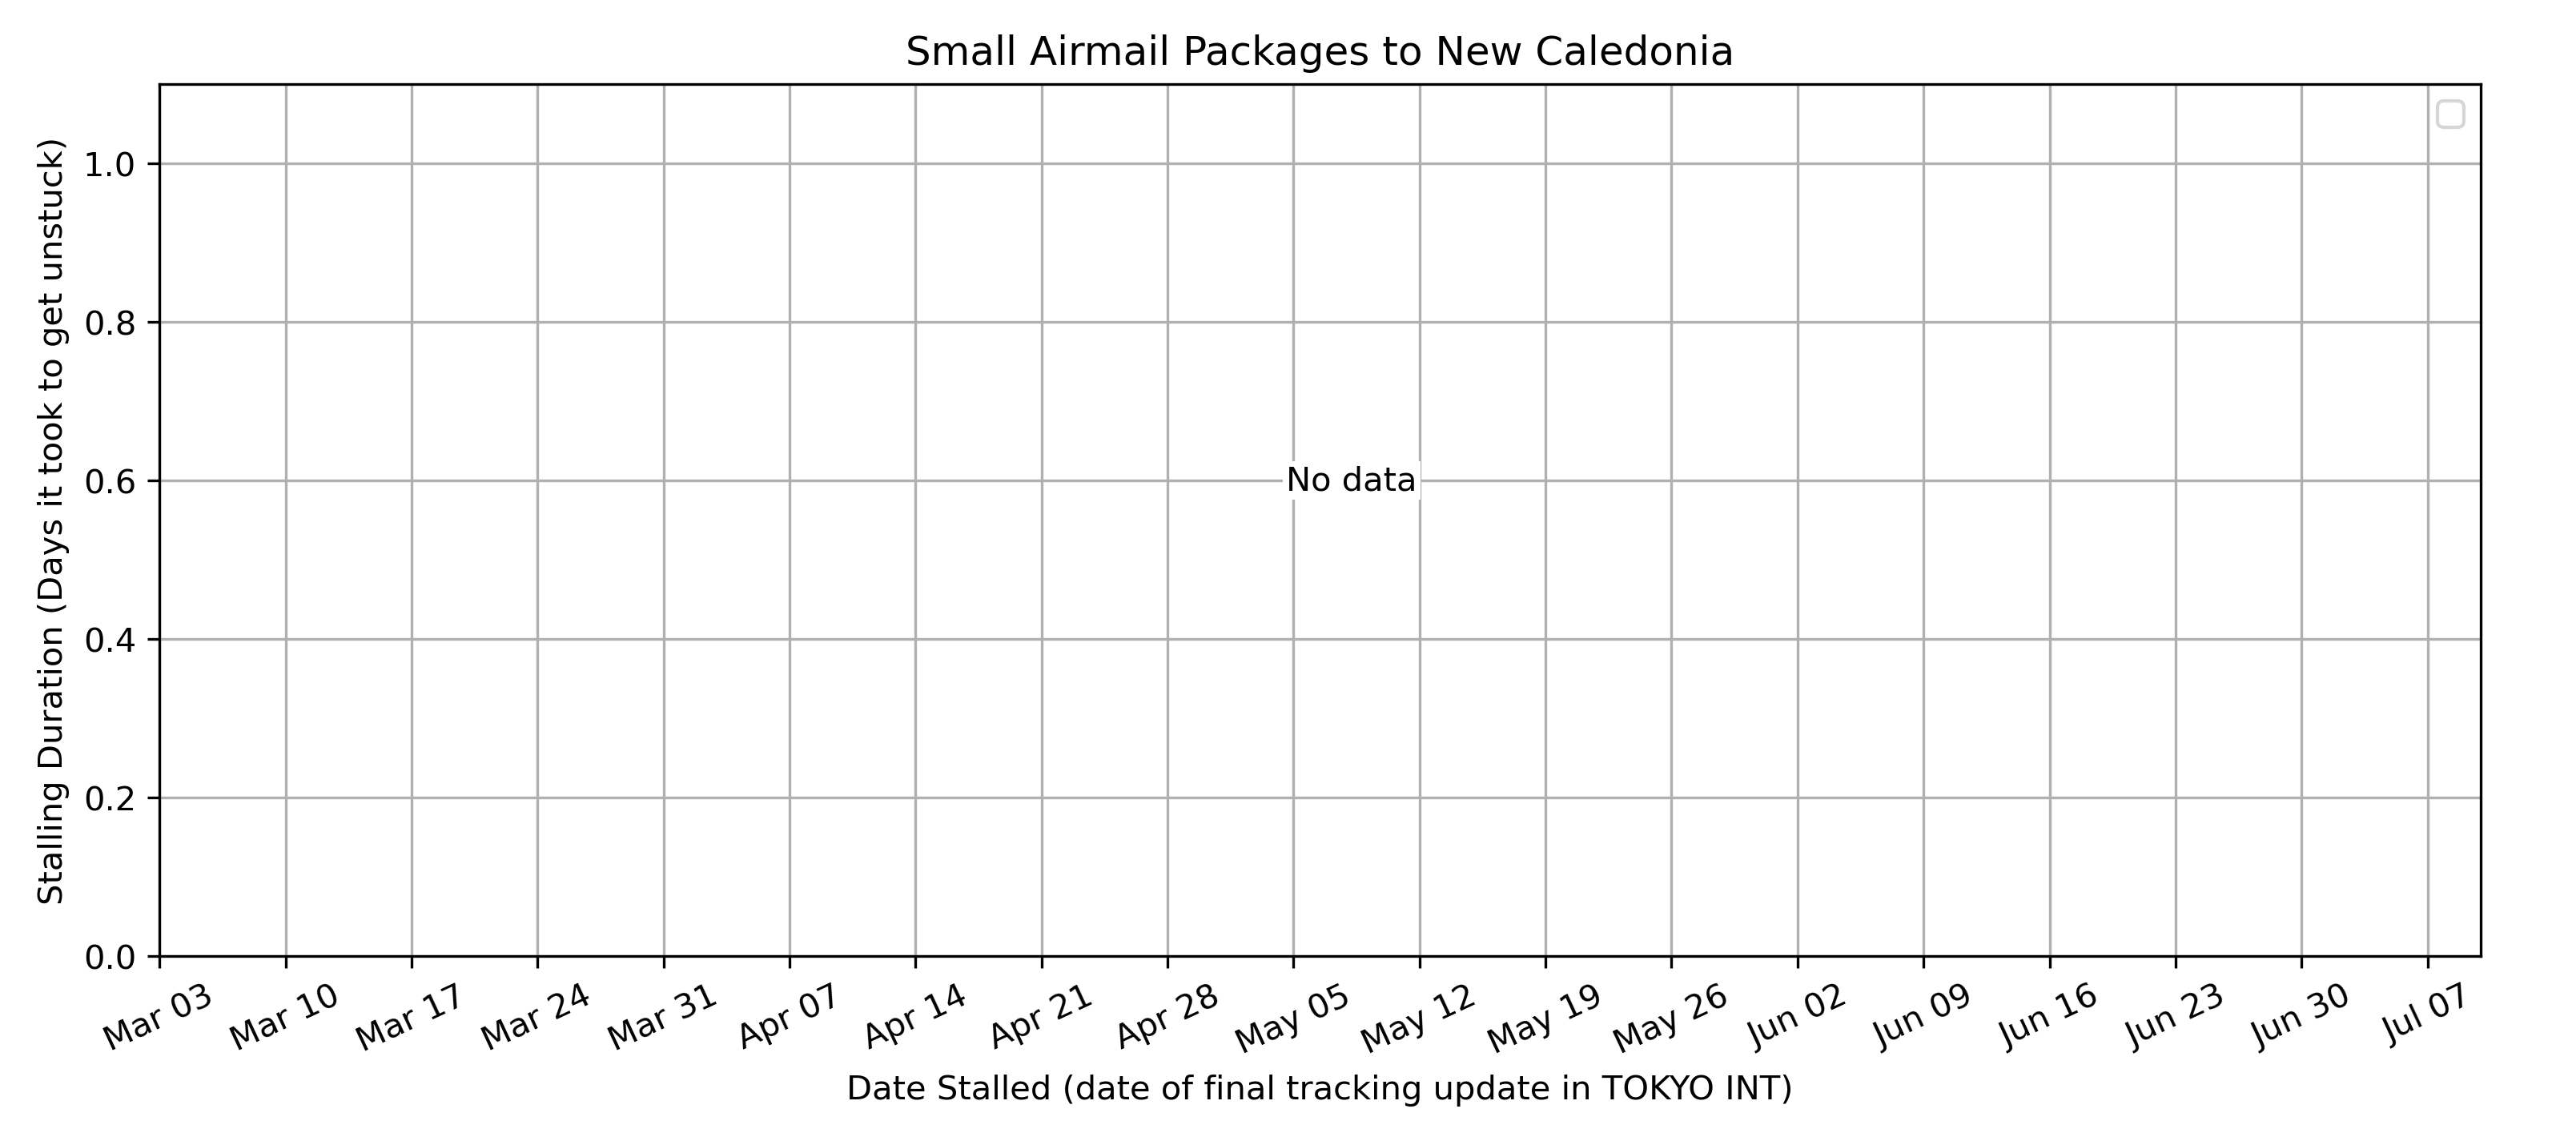 Small Airmail Packages to New Caledonia
Stalling Duration (Days it took to get unstuck)
1.0
0.8
0.6
0.4
0.2
0.0
No data
Mar 03 Mar 10 Mar 17 Mar 24 Mar 31 Apr 07 Apr 14 Apr 21 Apr 28 May 05 May 12 May 19 May 26 Jun 02 Jun 09 Jun 16 Jun 23 Jun 30 Jul 07
Date Stalled (date of final tracking update in TOKYO INT)